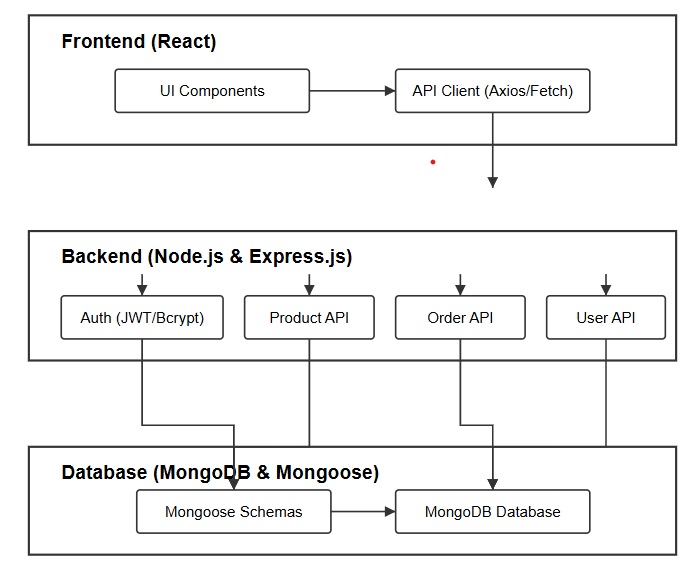 Frontend (React)
UI Components
API Client (Axios/Fetch)
Backend (Node.js & Express.js)
Auth (JWT/Bcrypt)
Product API
Order API
User API
Database (MongoDB & Mongoose)
Mongoose Schemas
MongoDB Database